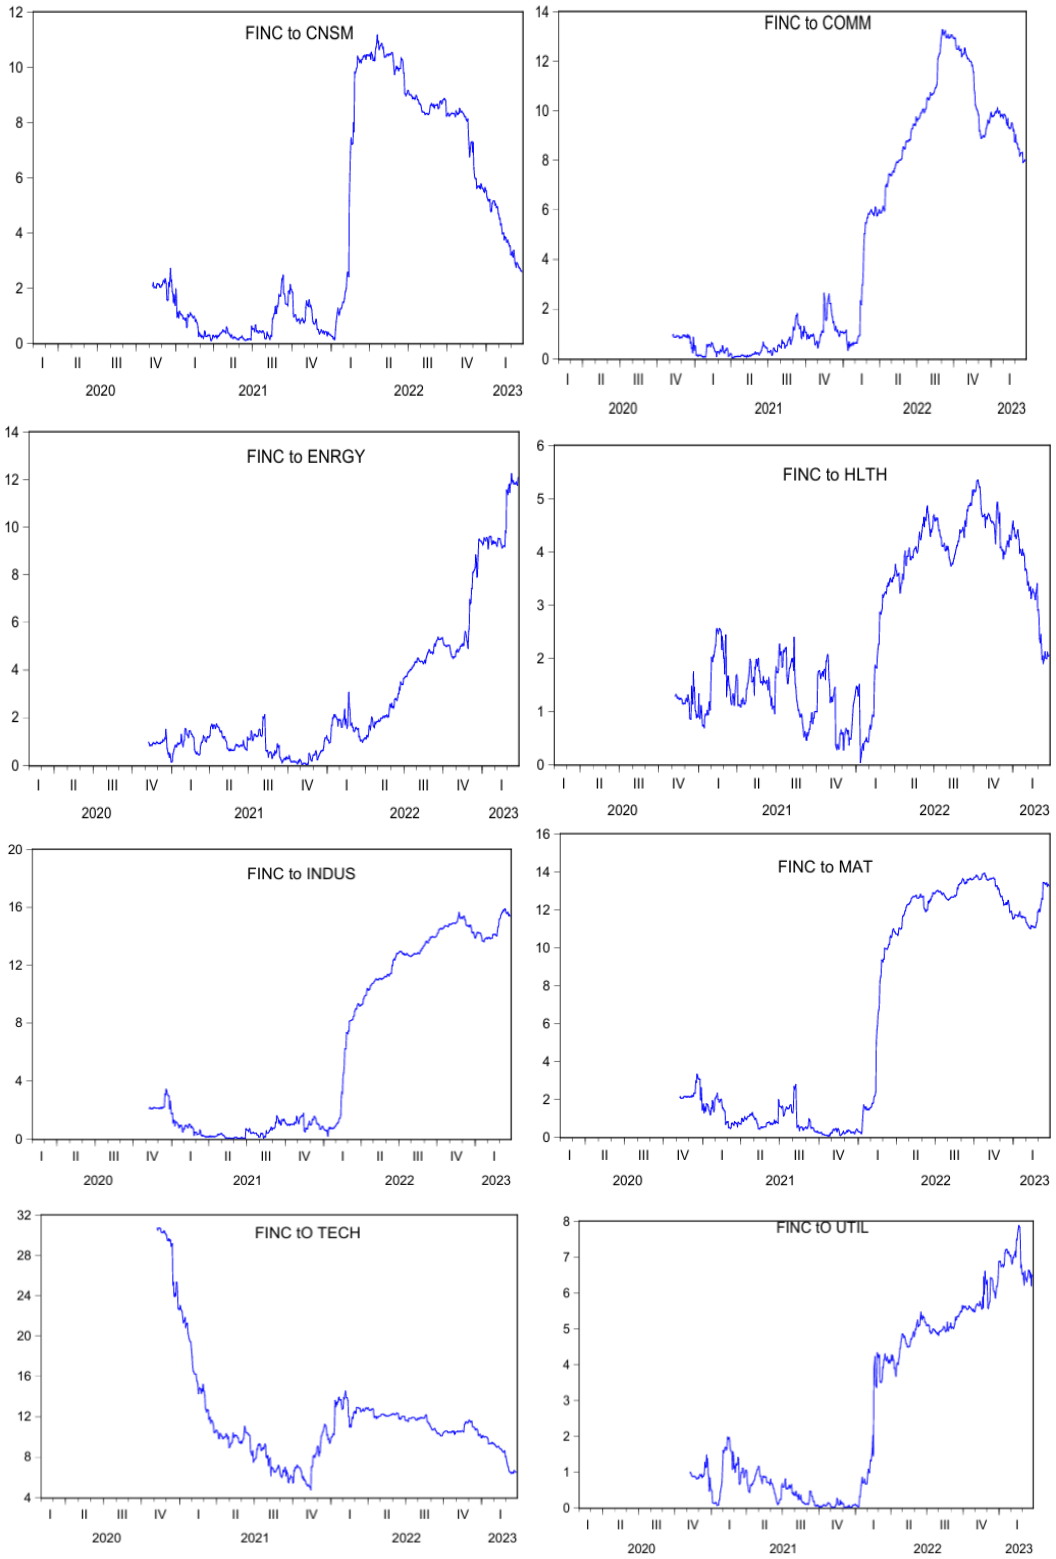 FINC to CNSM
12
10
8
6
4
2
0
I II III IV I II III IV I II III IV I
2020 2021 2022 2023
FINC to COMM
14
12
10
8
6
4
2
0
I II III IV I II III IV I II III IV I
2020 2021 2022 2023
FINC to ENRGY
14
12
10
8
6
4
2
0
I II III IV I II III IV I II III IV I
2020 2021 2022 2023
FINC to HLTH
6
5
4
3
2
1
0
I II III IV I II III IV I II III IV I
2020 2021 2022 2023
FINC to INDUS
20
16
12
8
4
0
I II III IV I II III IV I II III IV I
2020 2021 2022 2023
FINC to MAT
16
14
12
10
8
6
4
2
0
I II III IV I II III IV I II III IV I
2020 2021 2022 2023
FINC tO TECH
32
28
24
20
16
12
8
4
I II III IV I II III IV I II III IV I
2020 2021 2022 2023
FINC tO UTIL
8
7
6
5
4
3
2
1
0
I II III IV I II III IV I II III IV I
2020 2021 2022 2023